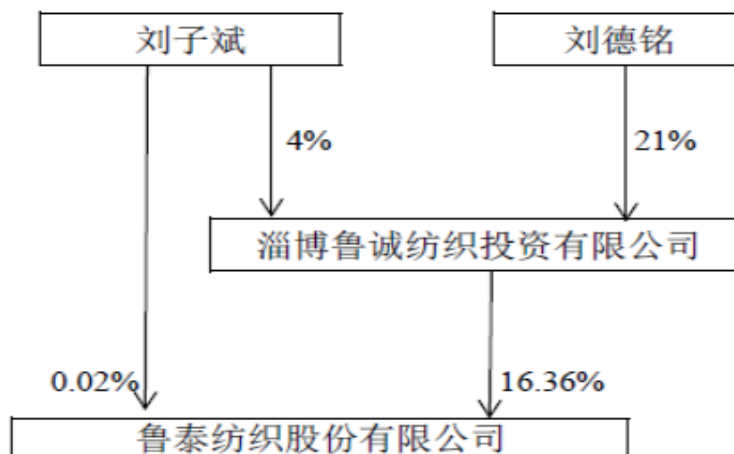 刘子斌
刘德铭
4%
21%
淄博鲁诚纺织投资有限公司
0.02%
16.36%
鲁泰纺织股份有限公司